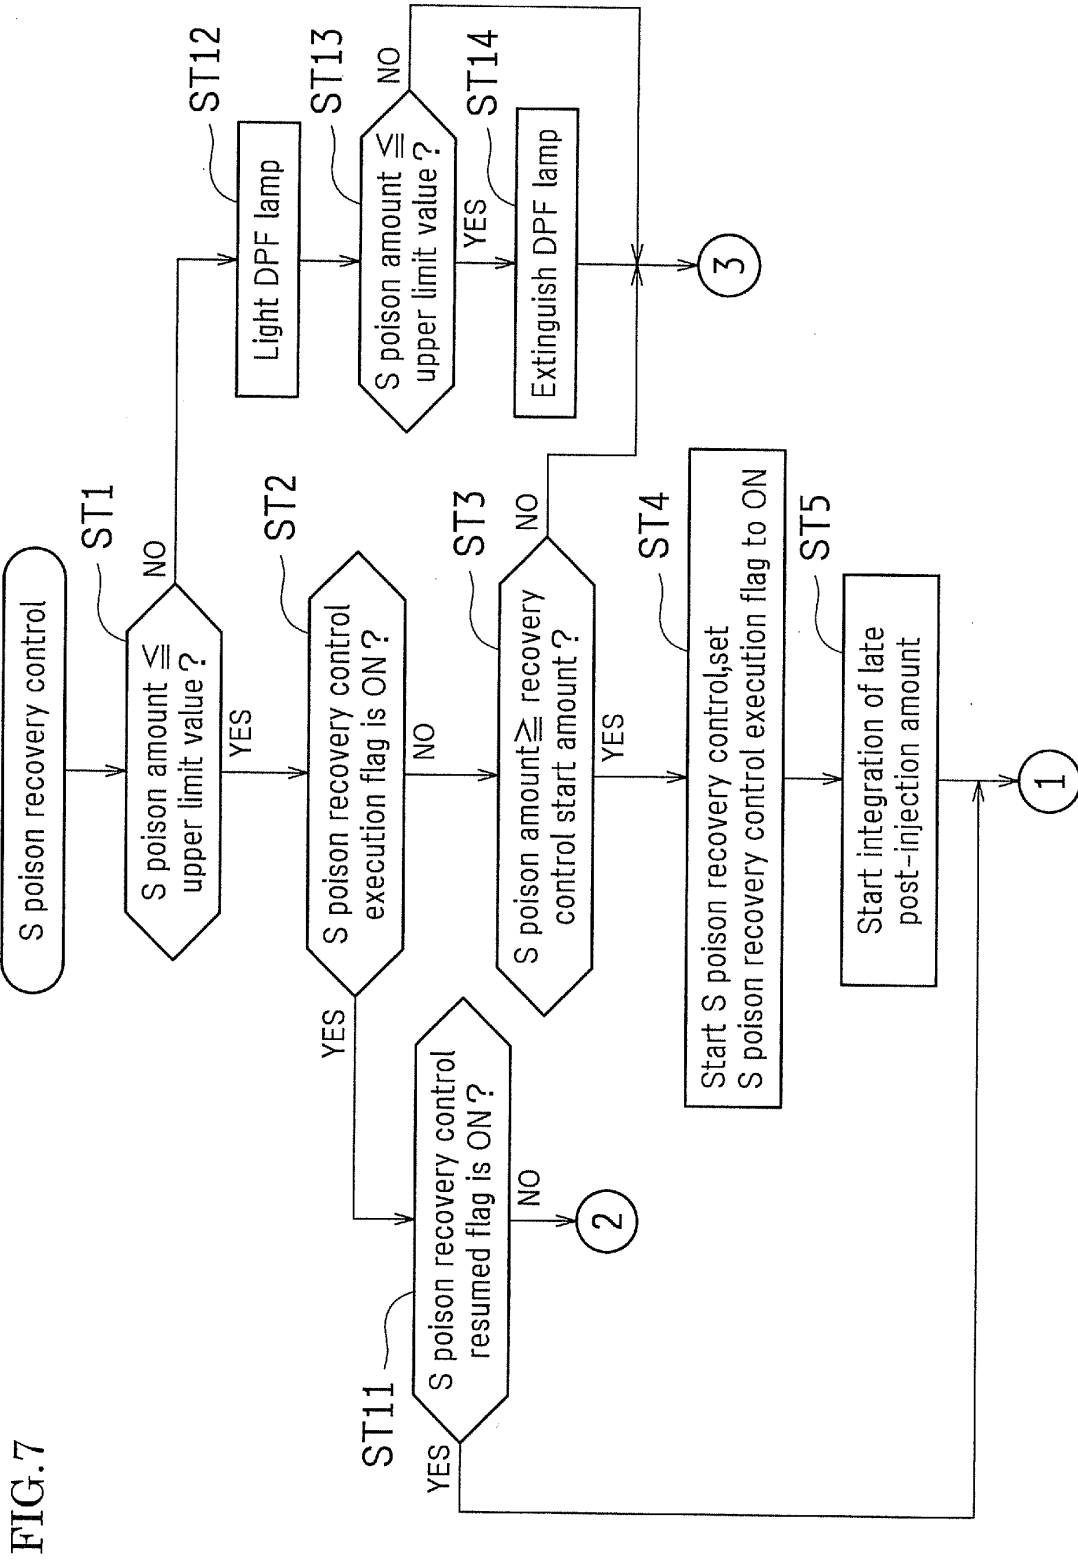 FIG.7
S poison recovery control
ST1
S poison amount ≦
upper limit value?
NO
YES
ST12
Light DPF lamp
ST13
S poison amount ≦
upper limit value?
NO
YES
ST14
Extinguish DPF lamp
3
ST2
S poison recovery control
execution flag is ON?
YES
NO
ST11
S poison recovery control
resumed flag is ON?
YES
NO
2
ST3
S poison amount≧ recovery
control start amount?
NO
YES
ST4
Start S poison recovery control,set
S poison recovery control execution flag to ON
ST5
Start integration of late
post-injection amount
1